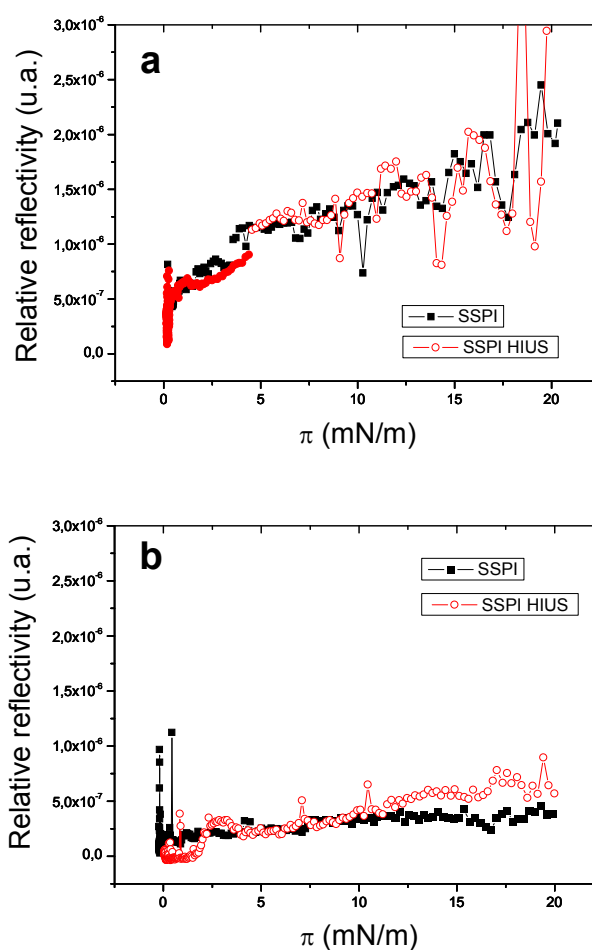 a
3,0x10⁻⁶
2,5x10⁻⁶
2,0x10⁻⁶
1,5x10⁻⁶
1,0x10⁻⁶
5,0x10⁻⁷
0,0
Relative reflectivity (u.a.)
SSPI
SSPI HIUS
0 5 10 15 20
π (mN/m)
b
3,0x10⁻⁶
2,5x10⁻⁶
2,0x10⁻⁶
1,5x10⁻⁶
1,0x10⁻⁶
5,0x10⁻⁷
0,0
Relative reflectivity (u.a.)
SSPI
SSPI HIUS
0 5 10 15 20
π (mN/m)